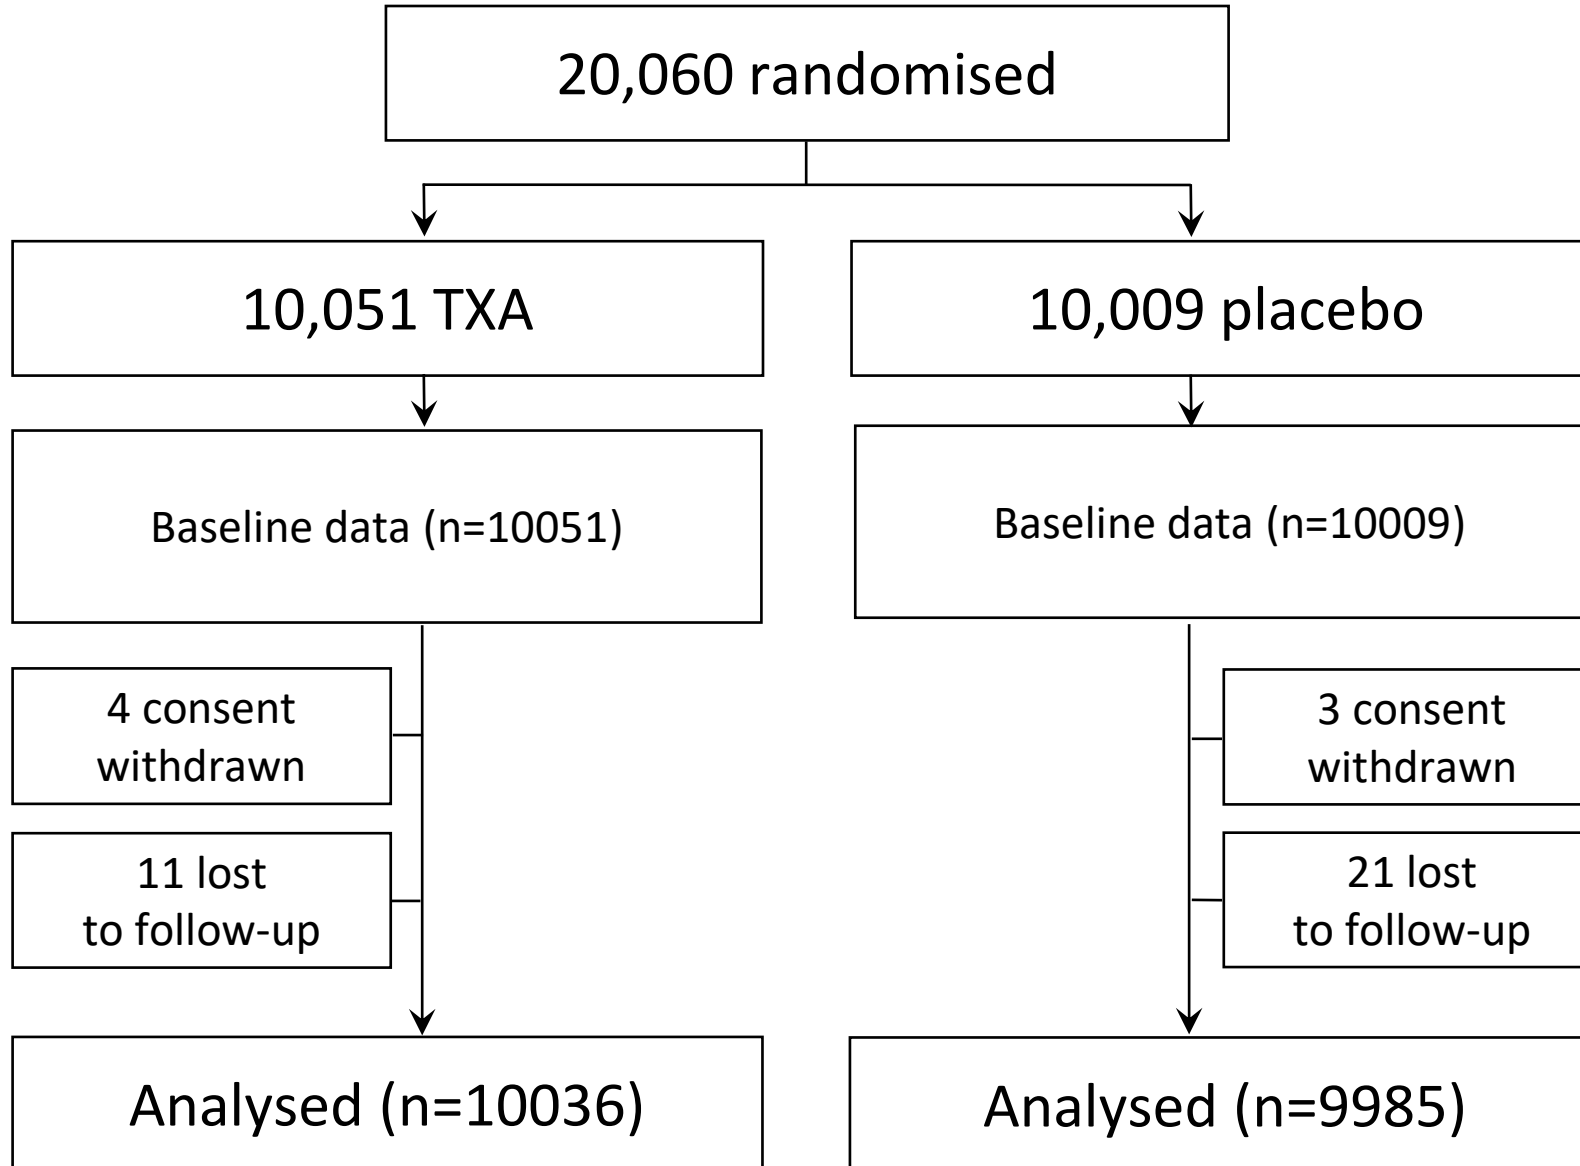 20,060 randomised
10,051 TXA
10,009 placebo
Baseline data (n=10051)
Baseline data (n=10009)
4 consent
withdrawn
3 consent
withdrawn
11 lost
to follow-up
21 lost
to follow-up
Analysed (n=10036)
Analysed (n=9985)